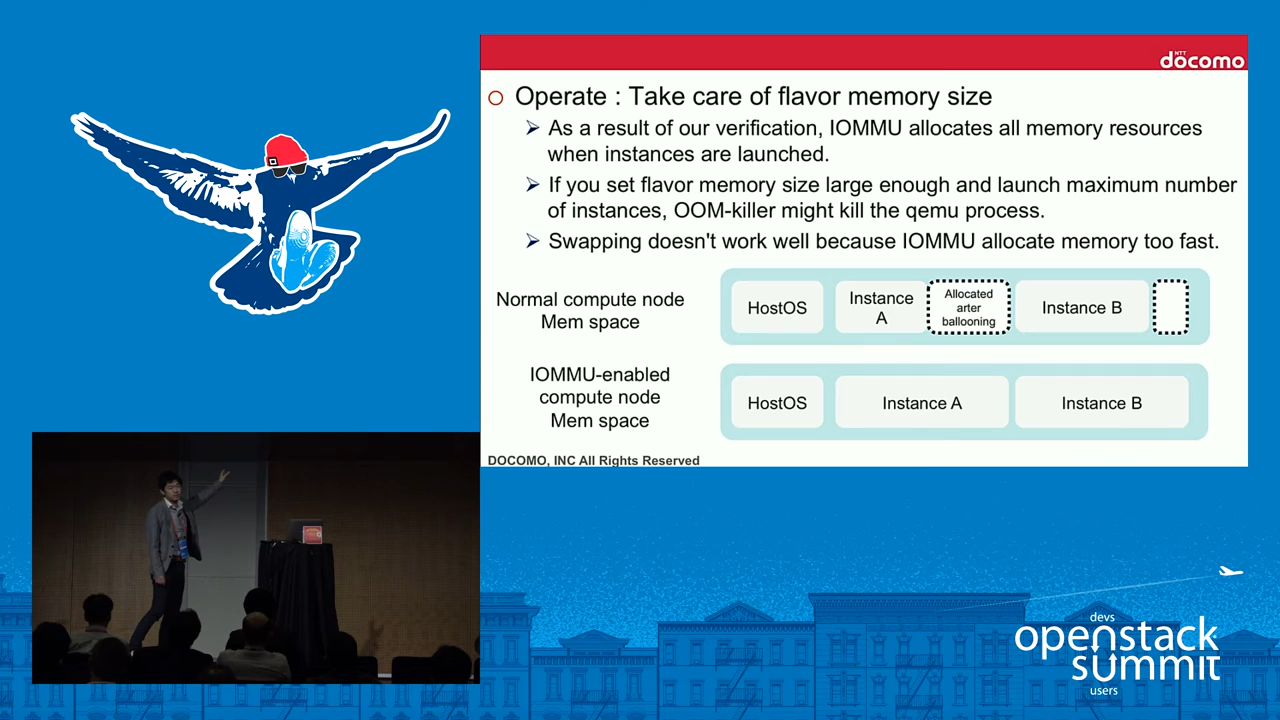 NTT
docomo
Operate : Take care of flavor memory size
As a result of our verification, IOMMU allocates all memory resources
when instances are launched.
If you set flavor memory size large enough and launch maximum number
of instances, OOM-killer might kill the qemu process.
Swapping doesn't work well because IOMMU allocate memory too fast.
Normal compute node
Mem space
HostOS
Instance
A
Allocated
arter
ballooning
Instance B
IOMMU-enabled
compute node
Mem space
HostOS
Instance A
Instance B
DOCOMO, INC All Rights Reserved
devs
openstack
summit
users